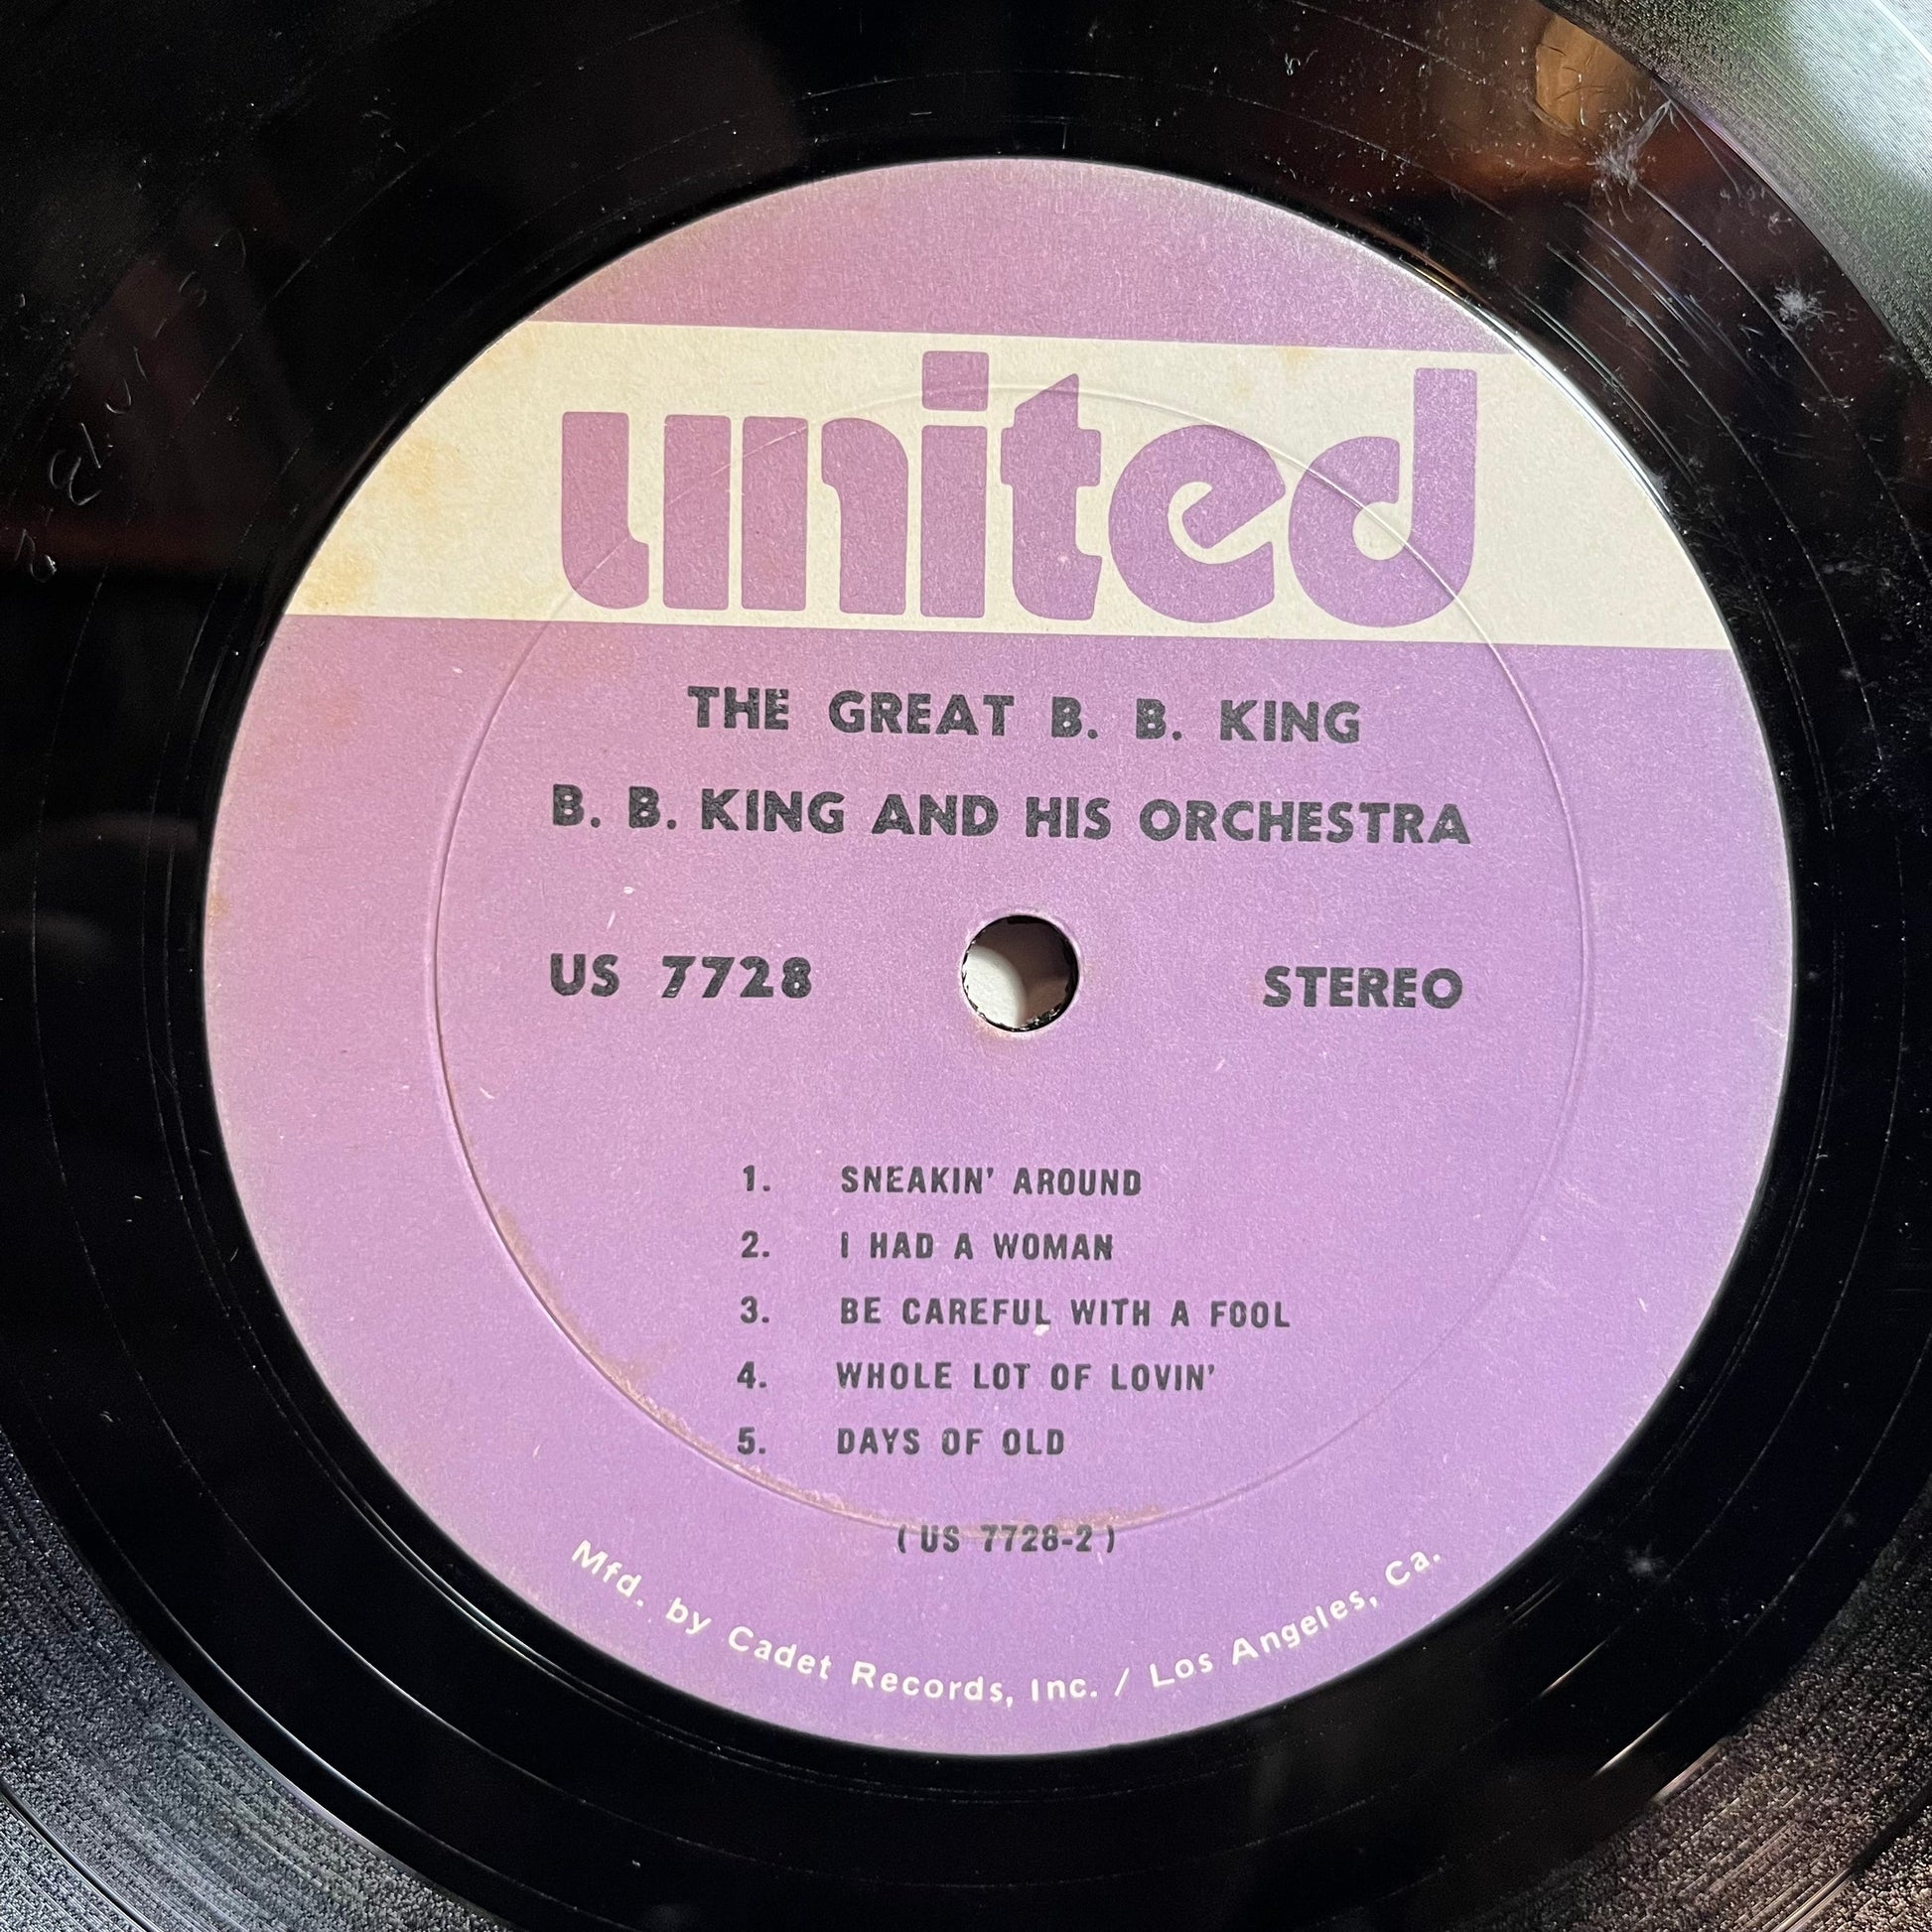 united
THE GREAT B. B. KING
B. B. KING AND HIS ORCHESTRA
US 7728
STEREO
1. SNEAKIN' AROUND
2. I HAD A WOMAN
3. BE CAREFUL WITH A FOOL
4. WHOLE LOT OF LOVIN'
5. DAYS OF OLD
( US 7728-2 )
Mfd. by Cadet Records, Inc. / Los Angeles, Ca.